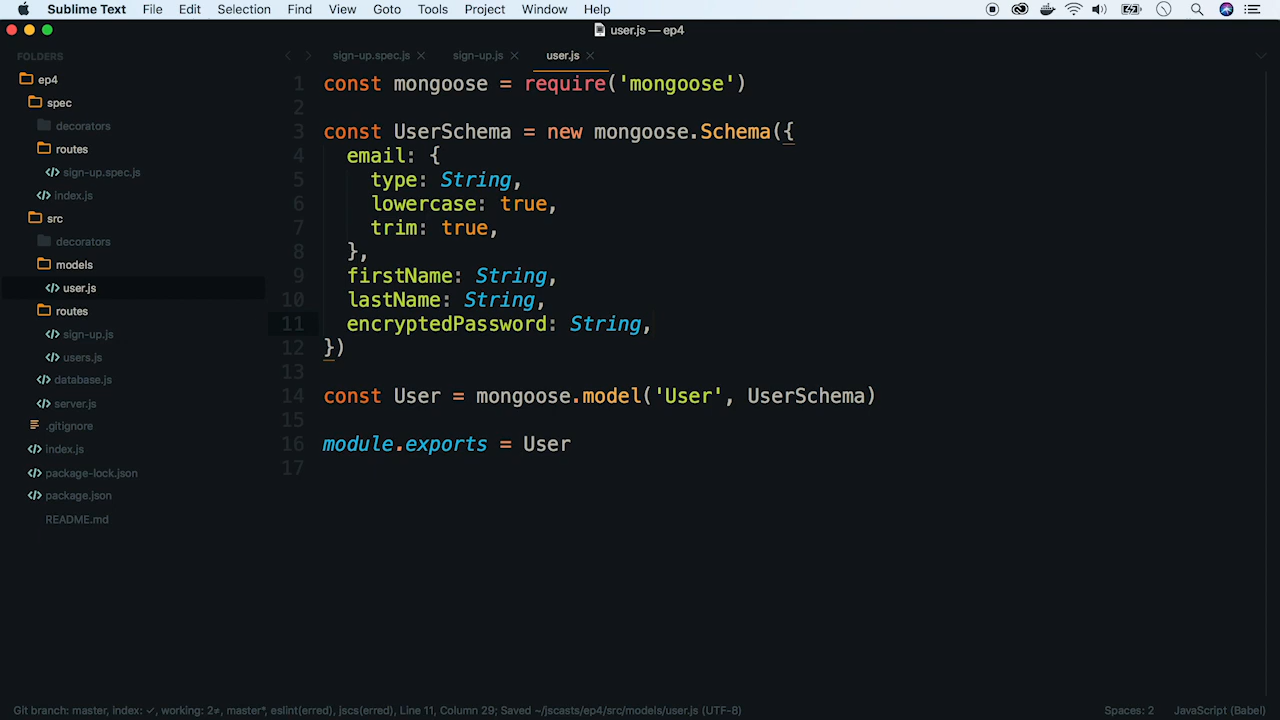 Sublime Text File Edit Selection Find View Goto Tools Project Window Help
user.js — ep4
FOLDERS
ep4
spec
decorators
routes
sign-up.spec.js
index.js
src
decorators
models
user.js
routes
sign-up.js
users.js
database.js
server.js
.gitignore
index.js
package-lock.json
package.json
README.md
sign-up.spec.js sign-up.js user.js
1 const mongoose = require('mongoose')
2
3 const UserSchema = new mongoose.Schema({
4 email: {
5 type: String,
6 lowercase: true,
7 trim: true,
8 },
9 firstName: String,
10 lastName: String,
11 encryptedPassword: String,
12 })
13
14 const User = mongoose.model('User', UserSchema)
15
16 module.exports = User
17
Git branch: master, index: ✓, working: 2≠, master*, eslint(erred), jscs(erred), Line 11, Column 29; Saved ~/jscasts/ep4/src/models/user.js (UTF-8) Spaces: 2 JavaScript (Babel)